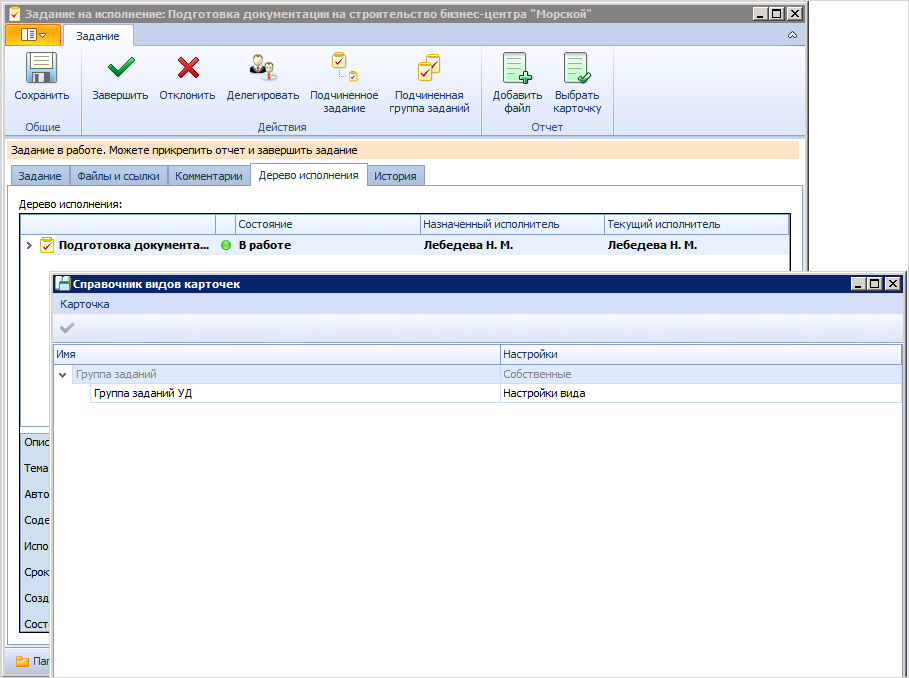 Задание на исполнение: Подготовка документации на строительство бизнес-центра "Морской"
Задание
Сохранить
Завершить
Отклонить
Делегировать
Подчиненное
задание
Подчиненная
группа заданий
Добавить
файл
Выбрать
карточку
Общие
Действия
Отчет
Задание в работе. Можете прикрепить отчет и завершить задание
Задание Файлы и ссылки Комментарии Дерево исполнения История
Дерево исполнения:
Состояние Назначенный исполнитель Текущий исполнитель
Подготовка документа... В работе Лебедева Н. М. Лебедева Н. М.
Справочник видов карточек
Карточка
Имя Настройки
Группа заданий Собственные
Группа заданий УД Настройки вида
Опис
Тема
Авто
Соде
Испо
Срок
Созд
Сост
Пап